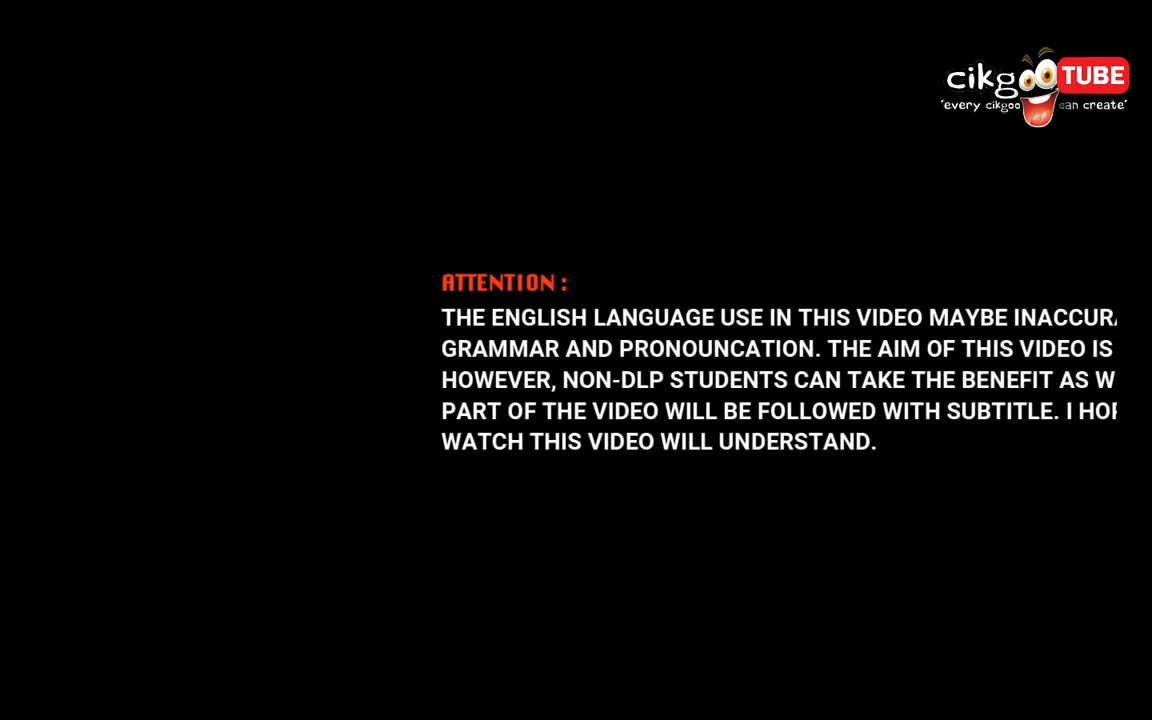 cikgoo TUBE
'every cikgoo can create'
ATTENTION :
THE ENGLISH LANGUAGE USE IN THIS VIDEO MAYBE
GRAMMAR AND PRONOUNCATION. THE AIM OF THIS VIDEO IS
HOWEVER, NON-DLP STUDENTS CAN TAKE THE BENEFIT AS
PART OF THE VIDEO WILL BE FOLLOWED WITH SUBTITLE. I
WATCH THIS VIDEO WILL UNDERSTAND.